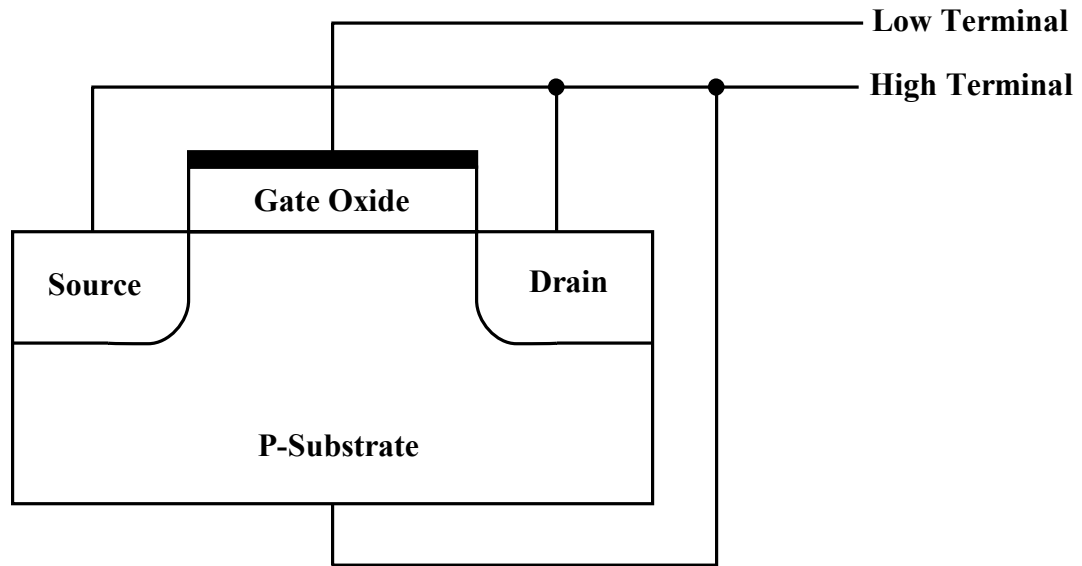 Low Terminal
High Terminal
Gate Oxide
Source
Drain
P-Substrate